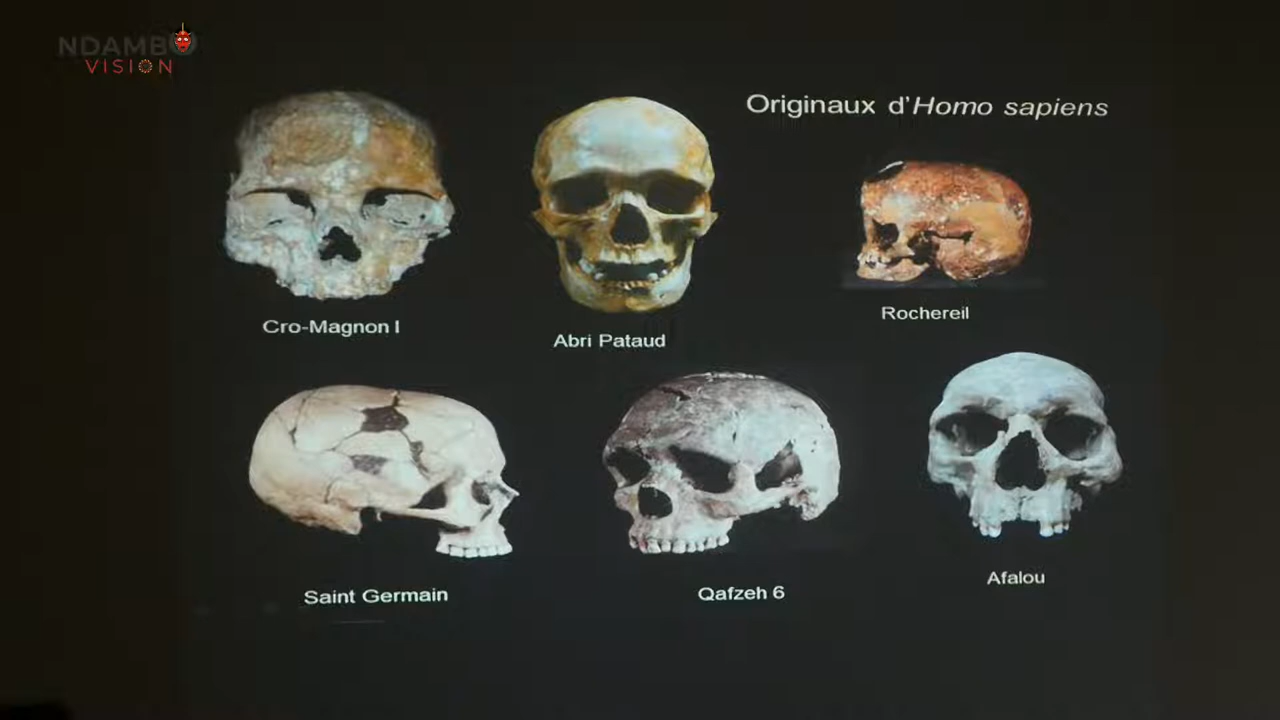 NDAMBO
VISION
Originaux d'Homo sapiens
Cro-Magnon I
Abri Pataud
Rochereil
Saint Germain
Qafzeh 6
Afalou